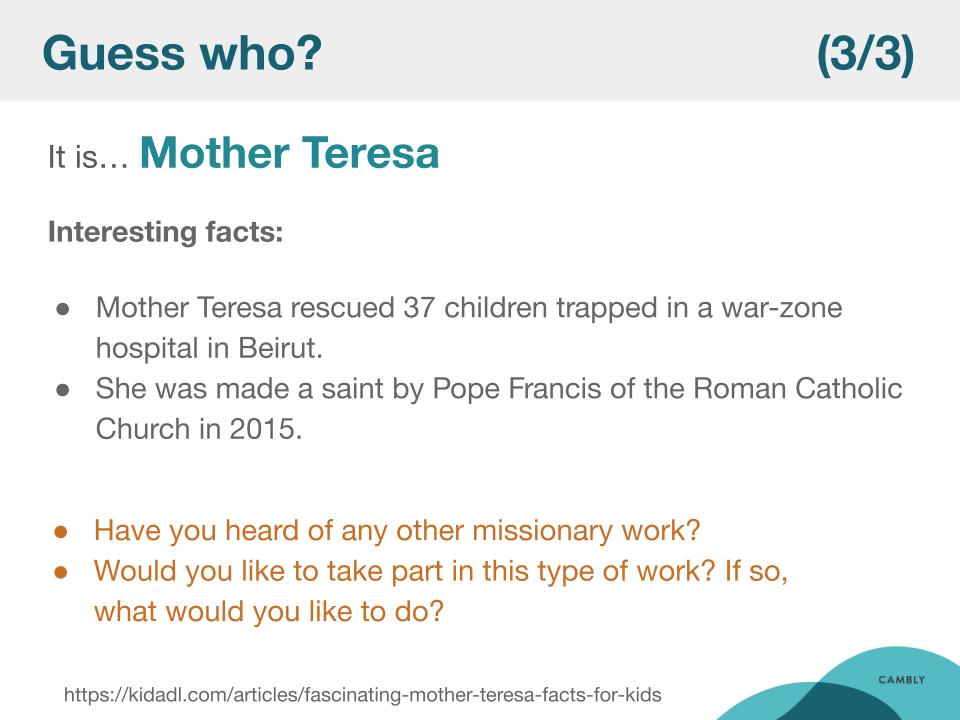 Guess who? (3/3)
It is… Mother Teresa
Interesting facts:
● Mother Teresa rescued 37 children trapped in a war-zone
hospital in Beirut.
● She was made a saint by Pope Francis of the Roman Catholic
Church in 2015.
● Have you heard of any other missionary work?
● Would you like to take part in this type of work? If so,
what would you like to do?
CAMBLY
https://kidadl.com/articles/fascinating-mother-teresa-facts-for-kids